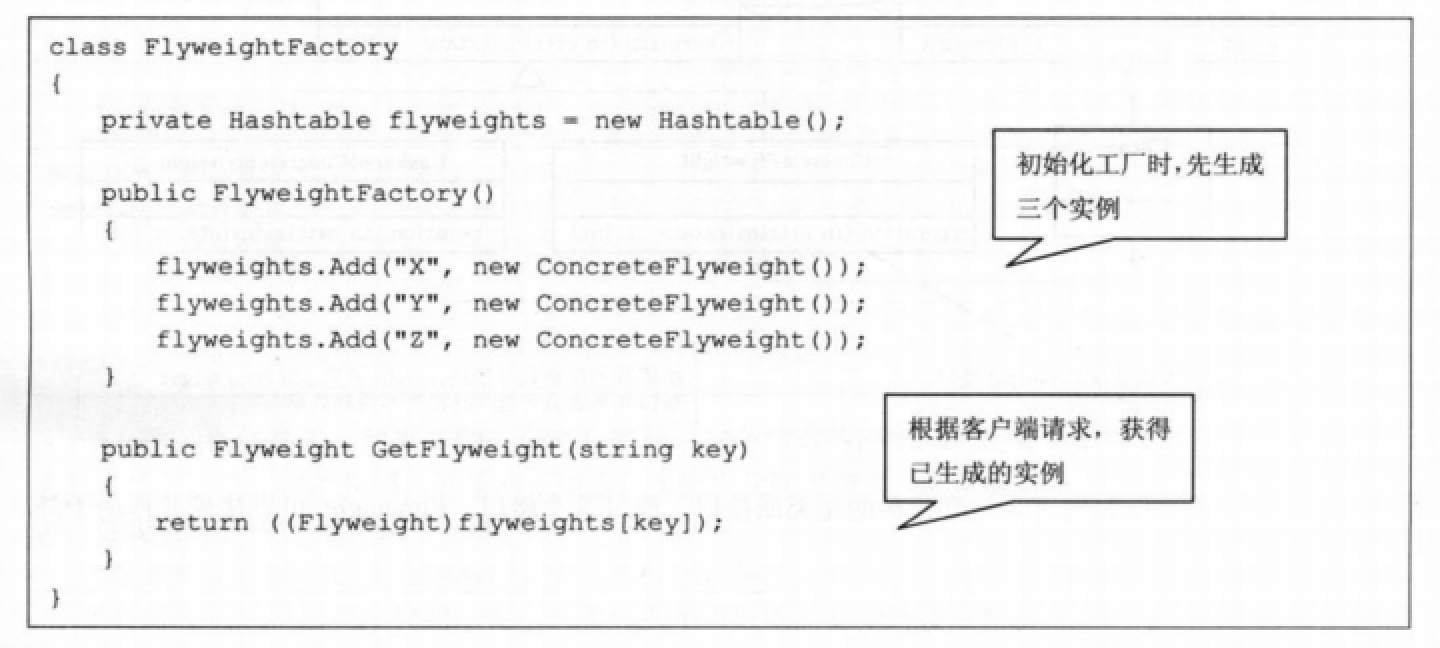 class FlyweightFactory
{
private Hashtable flyweights = new Hashtable();
初始化工厂时,先生成
三个实例
public FlyweightFactory()
{
flyweights.Add("X", new ConcreteFlyweight());
flyweights.Add("Y", new ConcreteFlyweight());
flyweights.Add("Z", new ConcreteFlyweight());
}
根据客户端请求，获得
已生成的实例
public Flyweight GetFlyweight(string key)
{
return ((Flyweight)flyweights[key]);
}
}